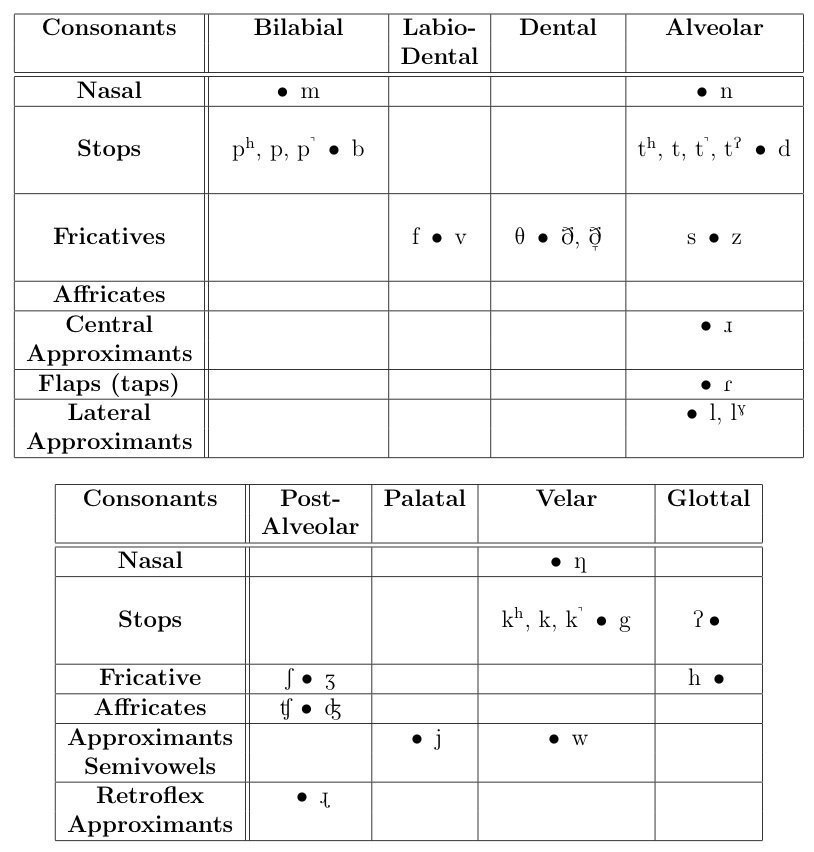 Consonants Bilabial Labio- Dental Alveolar
Dental
Nasal • m • n
Stops pʰ, p, p̚ • b tʰ, t, t̚, tˀ • d
Fricatives f • v θ • ð̆, ð̞̆ s • z
Affricates
Central • ɹ
Approximants
Flaps (taps) • ɾ
Lateral • l, lˠ
Approximants
Consonants Post- Palatal Velar Glottal
Alveolar
Nasal • ŋ
Stops kʰ, k, k̚ • g ʔ •
Fricative ʃ • ʒ h •
Affricates ʧ • ʤ
Approximants • j • w
Semivowels
Retroflex • ɻ
Approximants